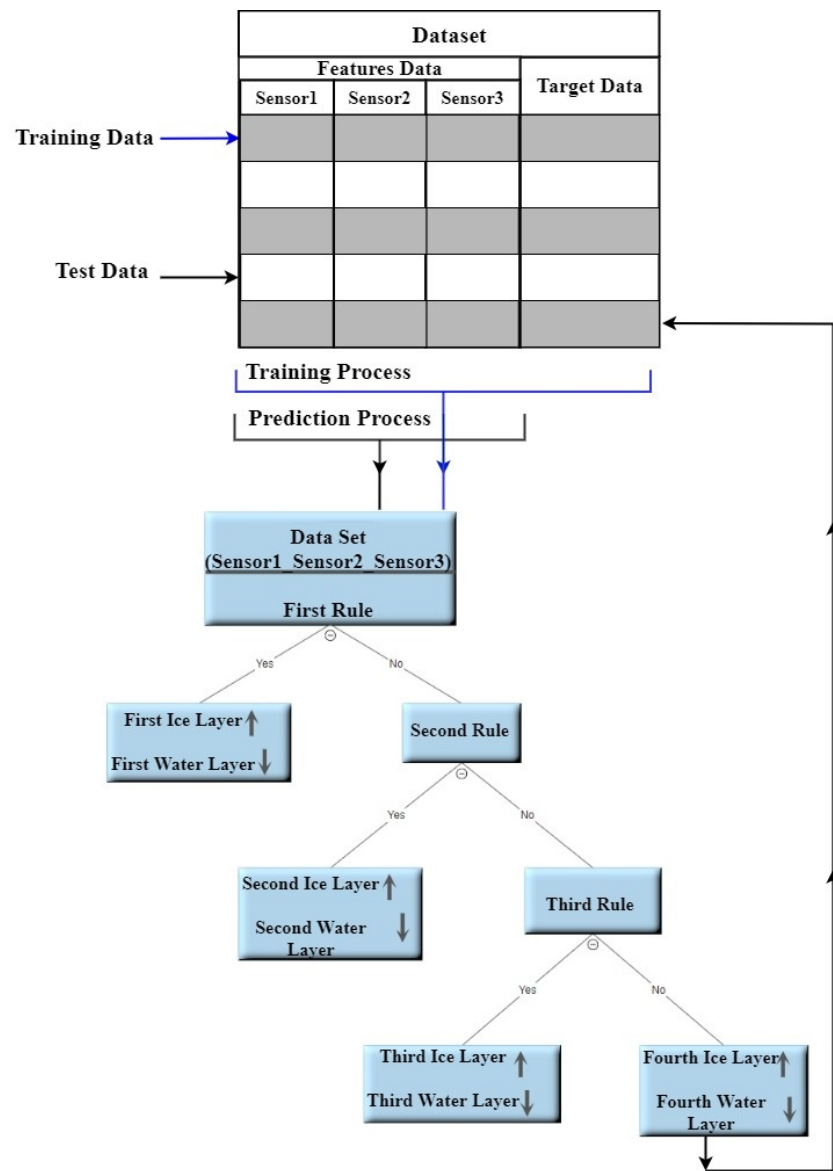 Dataset
Features Data
Target Data
Sensor1 Sensor2 Sensor3
Training Data
Test Data
Training Process
Prediction Process
Data Set
(Sensor1_Sensor2_Sensor3)
First Rule
Yes
No
First Ice Layer
First Water Layer
Second Rule
Yes
No
Second Ice Layer
Second Water
Layer
Third Rule
Yes
No
Third Ice Layer
Third Water Layer
Fourth Ice Layer
Fourth Water
Layer